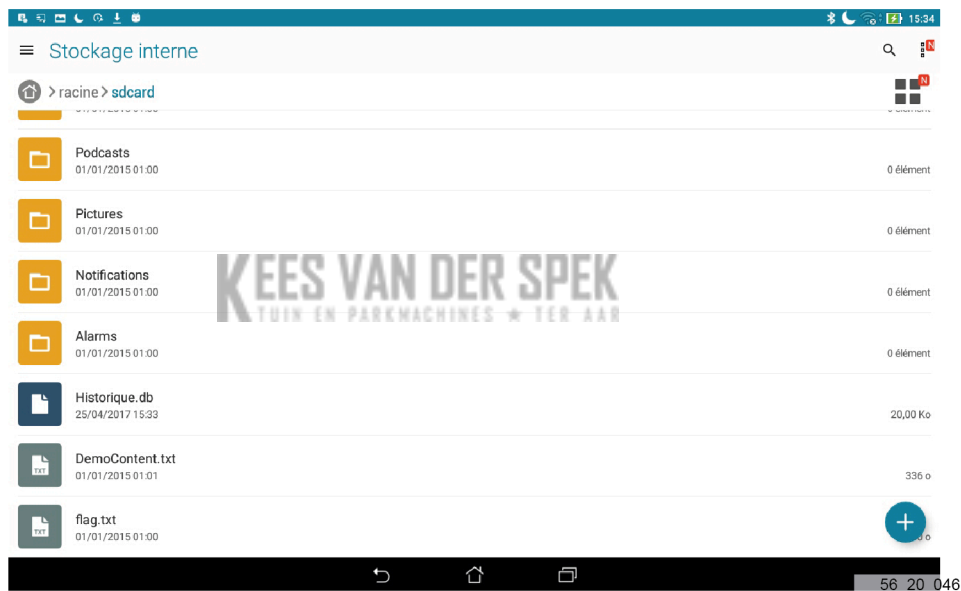 15:34
Stockage interne
N
racine > sdcard
N
Podcasts
01/01/2015 01:00
0 élément
Pictures
01/01/2015 01:00
0 élément
Notifications
01/01/2015 01:00
0 élément
KEES VAN DER SPEK
TUIN EN PARKMACHINES ★ TER AAR
Alarms
01/01/2015 01:00
0 élément
Historique.db
25/04/2017 15:33
20,00 Ko
DemoContent.txt
01/01/2015 01:01
336 o
TXT
flag.txt
01/01/2015 01:00
o
TXT
56 20 046